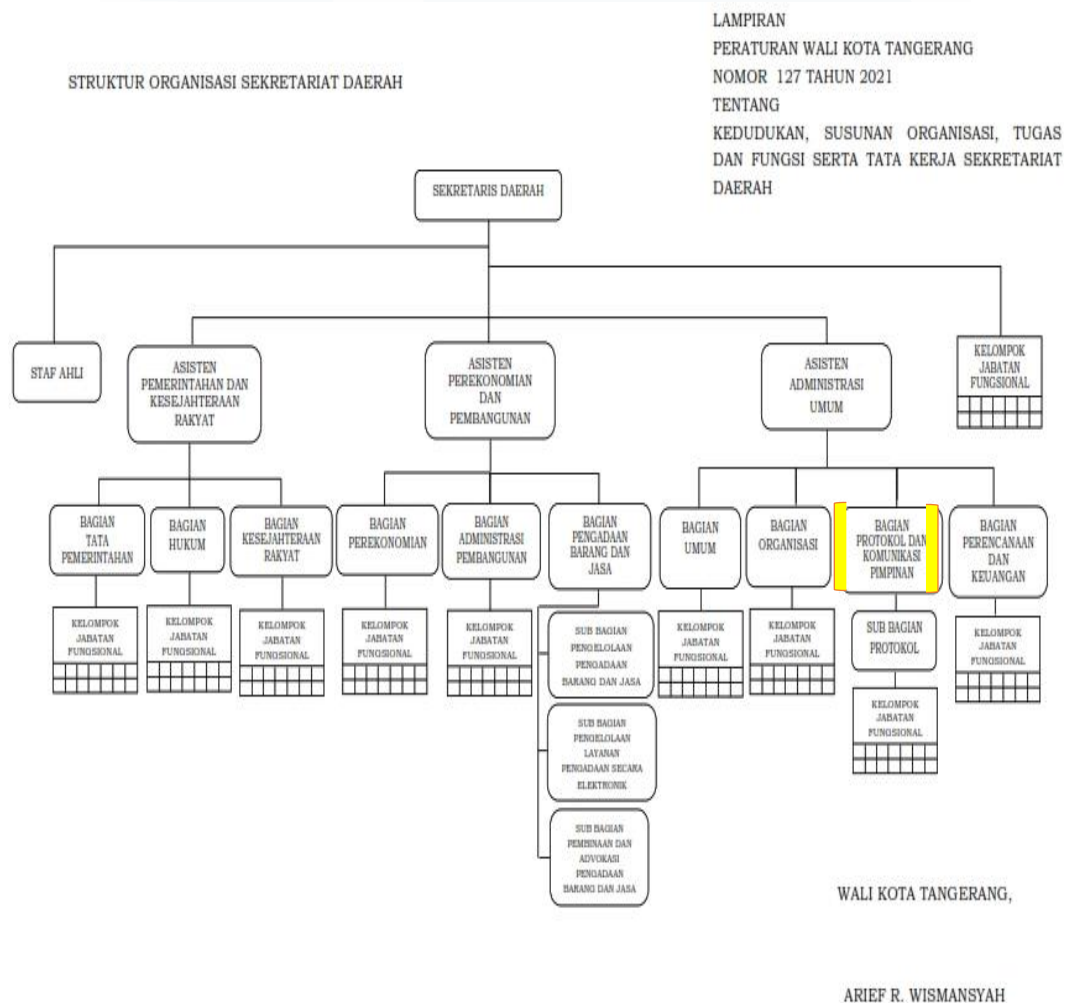 LAMPIRAN
PERATURAN WALI KOTA TANGERANG
NOMOR 127 TAHUN 2021
TENTANG
KEDUDUKAN, SUSUNAN ORGANISASI, TUGAS
DAN FUNGSI SERTA TATA KERJA SEKRETARIAT
DAERAH
STRUKTUR ORGANISASI SEKRETARIAT DAERAH
SEKRETARIS DAERAH
STAF AHLI
ASISTEN
PEMERINTAHAN DAN
KESEJAHTERAAN
RAKYAT
ASISTEN
PEREKONOMIAN
DAN
PEMBANGUNAN
ASISTEN
ADMINISTRASI
UMUM
KELOMPOK
JABATAN
FUNGSIONAL
BAGIAN
TATA
PEMERINTAHAN
BAGIAN
HUKUM
BAGIAN
KESEJAHTERAAN
RAKYAT
BAGIAN
PEREKONOMIAN
BAGIAN
ADMINISTRASI
PEMBANGUNAN
BAGIAN
PENGADAAN
BARANG DAN
JASA
BAGIAN
UMUM
BAGIAN
ORGANISASI
BAGIAN
PROTOKOL DAN
KOMUNIKASI
PIMPINAN
BAGIAN
PERENCANAAN
DAN
KEUANGAN
KELOMPOK
JABATAN
FUNGSIONAL
KELOMPOK
JABATAN
FUNGSIONAL
KELOMPOK
JABATAN
FUNGSIONAL
KELOMPOK
JABATAN
FUNGSIONAL
KELOMPOK
JABATAN
FUNGSIONAL
SUB BAGIAN
PENGELOLAAN
PENGADAAN
BARANG DAN JASA
SUB BAGIAN
PENGELOLAAN
LAYANAN
PENGADAAN SECARA
ELEKTRONIK
SUB BAGIAN
PEMBINAAN DAN
ADVOKASI
PENGADAAN
BARANG DAN JASA
KELOMPOK
JABATAN
FUNGSIONAL
KELOMPOK
JABATAN
FUNGSIONAL
SUB BAGIAN
PROTOKOL
KELOMPOK
JABATAN
FUNGSIONAL
KELOMPOK
JABATAN
FUNGSIONAL
WALI KOTA TANGERANG,
ARIEF R. WISMANSYAH